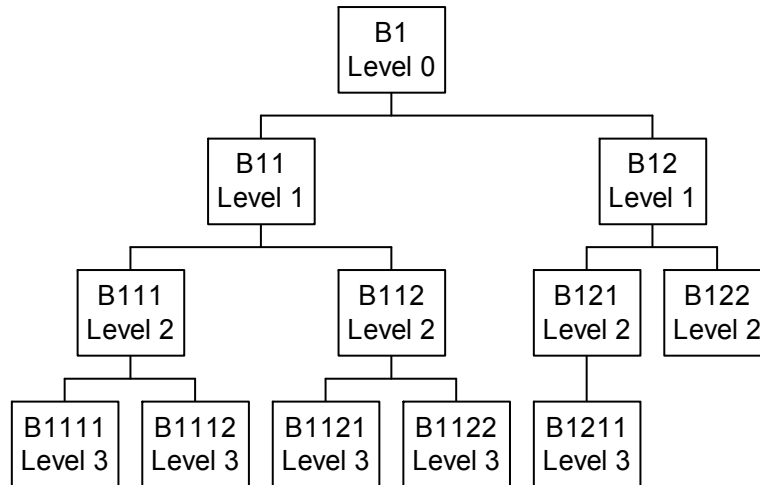 B1
Level 0
B11
Level 1
B12
Level 1
B111
Level 2
B112
Level 2
B121
Level 2
B122
Level 2
B1111
Level 3
B1112
Level 3
B1121
Level 3
B1122
Level 3
B1211
Level 3